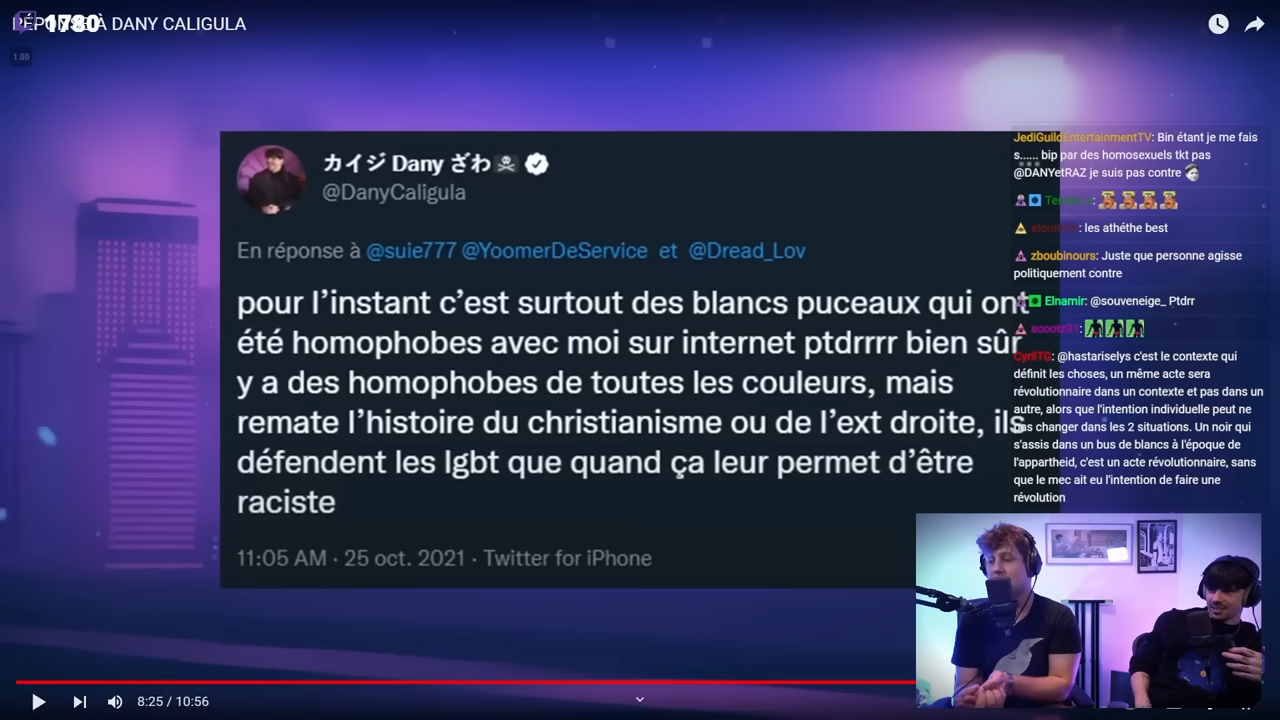 À DANY CALIGULA
1780
1.00
カイジ Dany ざわ
@DanyCaligula
En réponse à @suie777 @YoomerDeService et @Dread_Lov
pour l'instant c'est surtout des blancs puceaux qui ont
été homophobes avec moi sur internet ptdrrrr bien sûr
y a des homophobes de toutes les couleurs, mais
remate l'histoire du christianisme ou de l'ext droite, ils
défendent les lgbt que quand ça leur permet d'être
raciste
11:05 AM · 25 oct. 2021 · Twitter for iPhone
JediGuildEntertainmentTV: Bin étant je me fais
s...... bip par des homosexuels tkt pas
@DANYetRAZ je suis pas contre
: les athéthe best
zboubinours: Juste que personne agisse
politiquement contre
Elnamir: @souveneige_ Ptdrr
scootz31:
CyrilTG: @hastariselys c'est le contexte qui
définit les choses, un même acte sera
révolutionnaire dans un contexte et pas dans un
autre, alors que l'intention individuelle peut ne
pas changer dans les 2 situations. Un noir qui
s'assis dans un bus de blancs à l'époque de
l'appartheid, c'est un acte révolutionnaire, sans
que le mec ait eu l'intention de faire une
révolution
8:25 / 10:56